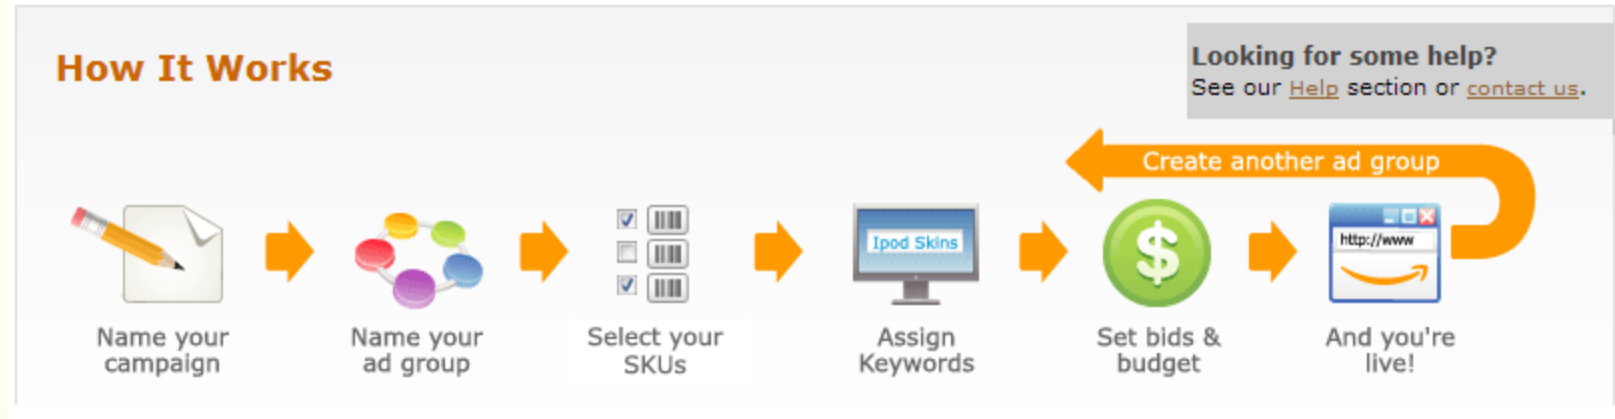 How It Works
Looking for some help?
See our Help section or contact us.
Create another ad group
Ipod Skins
http://www
Name your
campaign
Name your
ad group
Select your
SKUs
Assign
Keywords
Set bids &
budget
And you're
live!